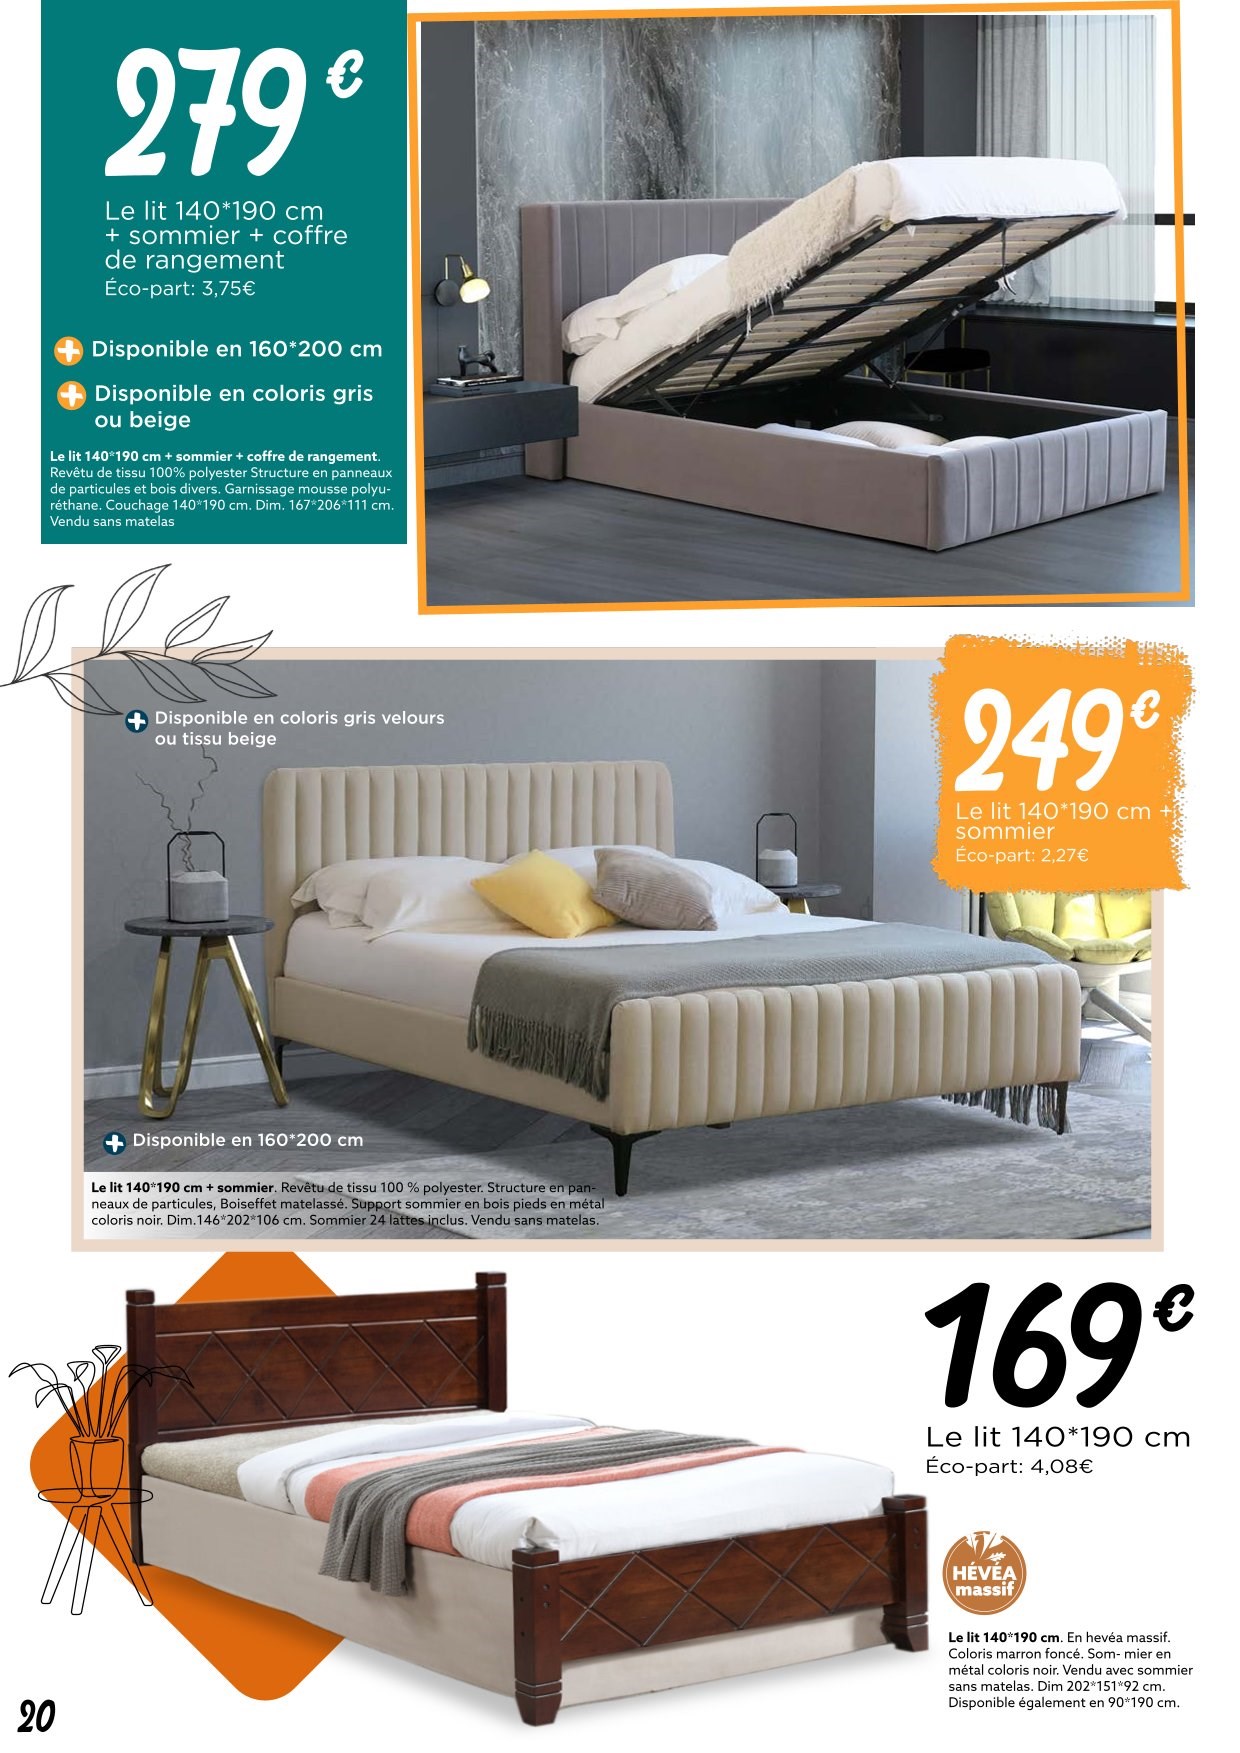 279€
Le lit 140*190 cm
+ sommier + coffre
de rangement
Éco-part: 3,75€
Disponible en 160*200 cm
Disponible en coloris gris
ou beige
Le lit 140*190 cm + sommier + coffre de rangement.
Revêtu de tissu 100% polyester Structure en panneaux
de particules et bois divers. Garnissage mousse polyu-
réthane. Couchage 140*190 cm. Dim. 167*206*111 cm.
Vendu sans matelas
Disponible en coloris gris velours
ou tissu beige
249€
Le lit 140*190 cm +
sommier
Éco-part: 2,27€
Disponible en 160*200 cm
Le lit 140*190 cm + sommier. Revêtu de tissu 100 % polyester. Structure en pan-
neaux de particules, Boiseffet matelassé. Support sommier en bois pieds en métal
coloris noir. Dim.146*202*106 cm. Sommier 24 lattes inclus. Vendu sans matelas.
169€
Le lit 140*190 cm
Éco-part: 4,08€
HÉVÉA
massif
Le lit 140*190 cm. En hevéa massif.
Coloris marron foncé. Som- mier en
métal coloris noir. Vendu avec sommier
sans matelas. Dim 202*151*92 cm.
Disponible également en 90*190 cm.
20